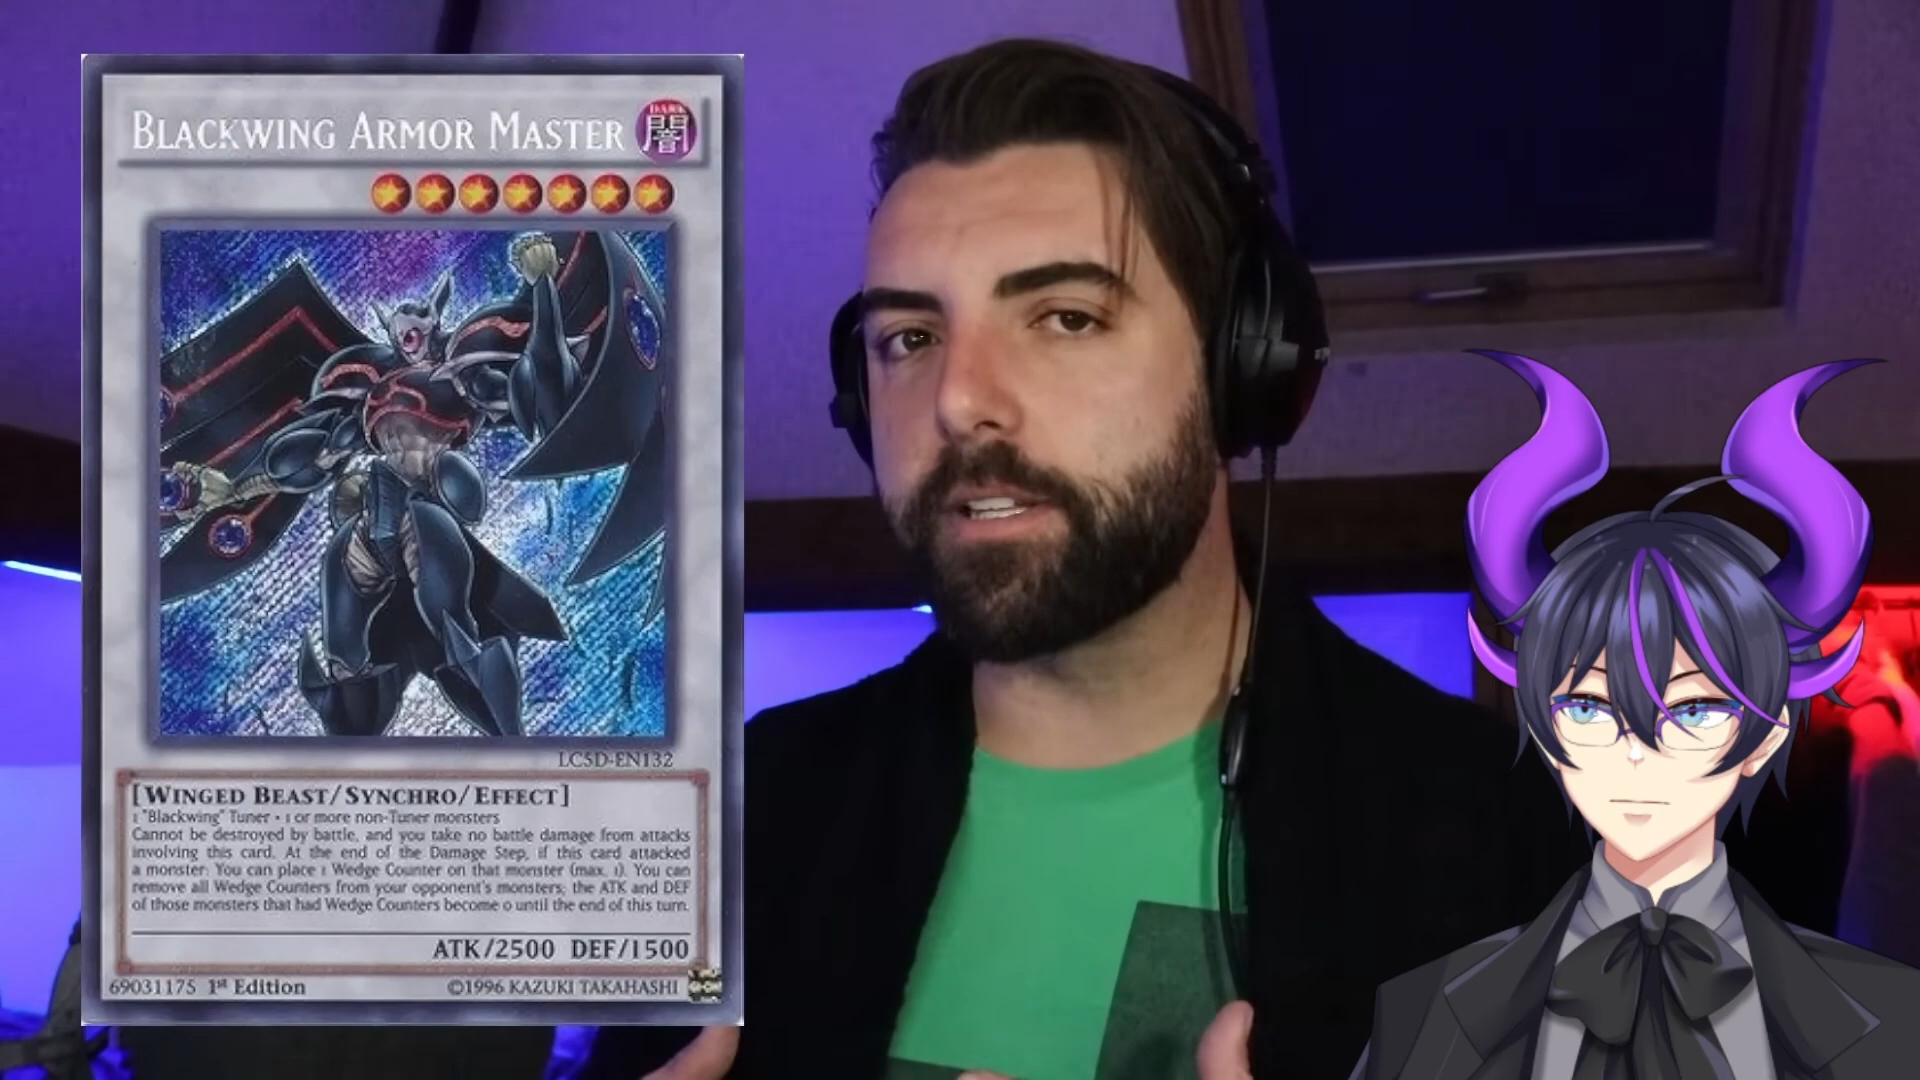 BLACKWING ARMOR MASTER
DARK
闇
LC5D-EN132
[WINGED BEAST/SYNCHRO/EFFECT]
1 "Blackwing" Tuner + 1 or more non-Tuner monsters
Cannot be destroyed by battle, and you take no battle damage from attacks
involving this card. At the end of the Damage Step, if this card attacked
a monster: You can place 1 Wedge Counter on that monster (max. 1). You can
remove all Wedge Counters from your opponent's monsters; the ATK and DEF
of those monsters that had Wedge Counters become 0 until the end of this turn.
ATK/2500 DEF/1500
69031175 1st Edition ©1996 KAZUKI TAKAHASHI